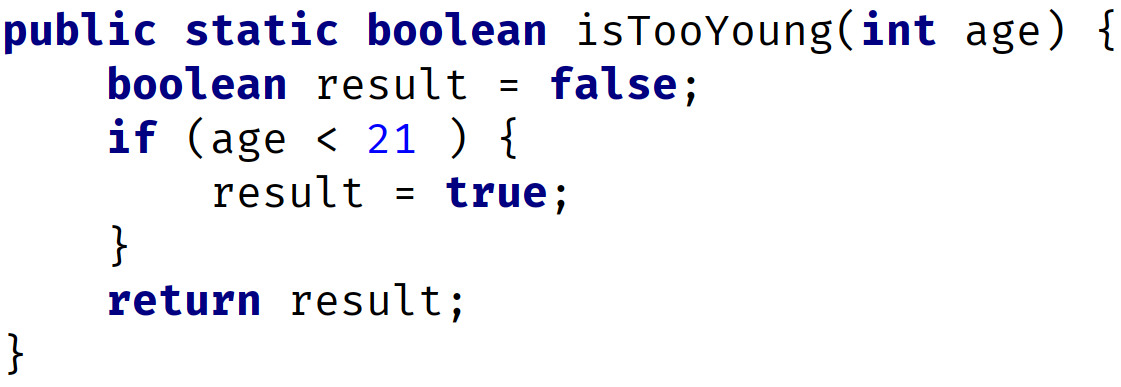 public static boolean isTooYoung(int age) {
    boolean result = false;
    if (age < 21 ) {
        result = true;
    }
    return result;
}